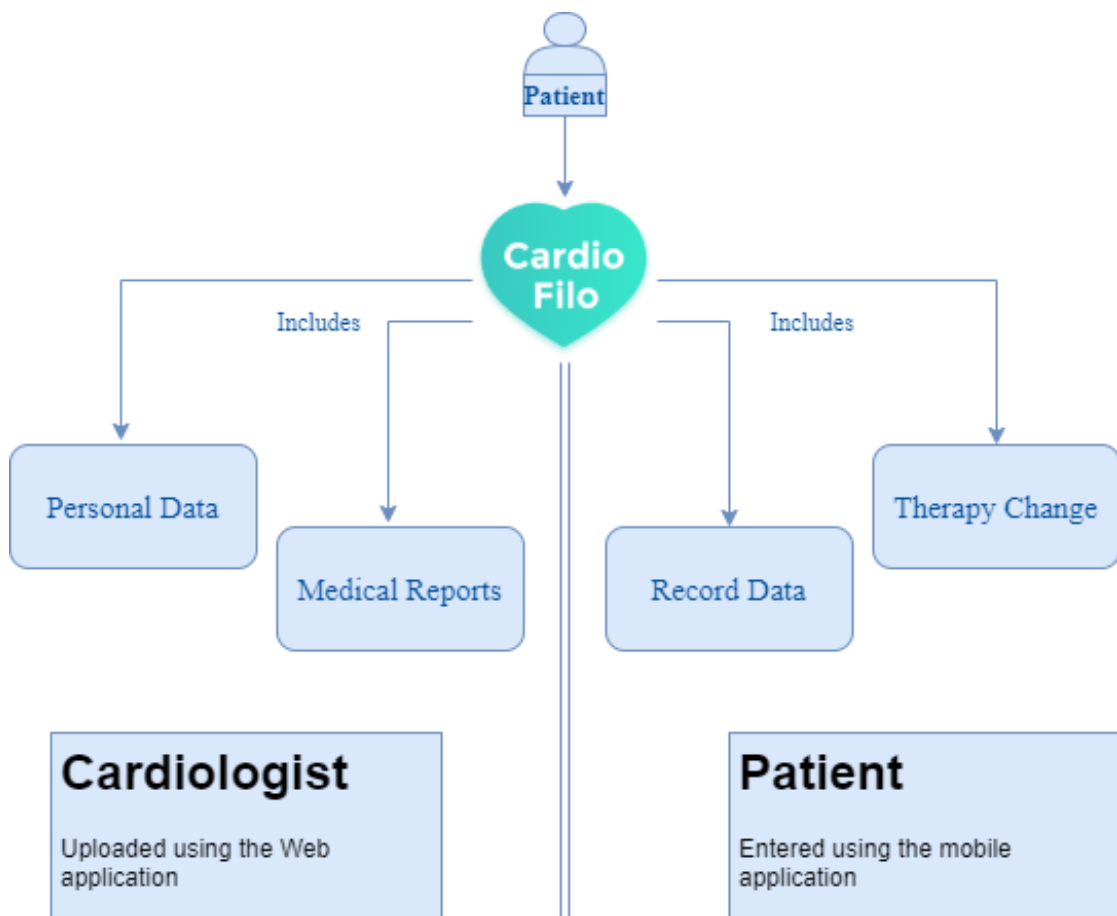 Patient
Cardio
Filo
Includes
Includes
Personal Data
Therapy Change
Medical Reports
Record Data
Cardiologist
Uploaded using the Web
application
Patient
Entered using the mobile
application